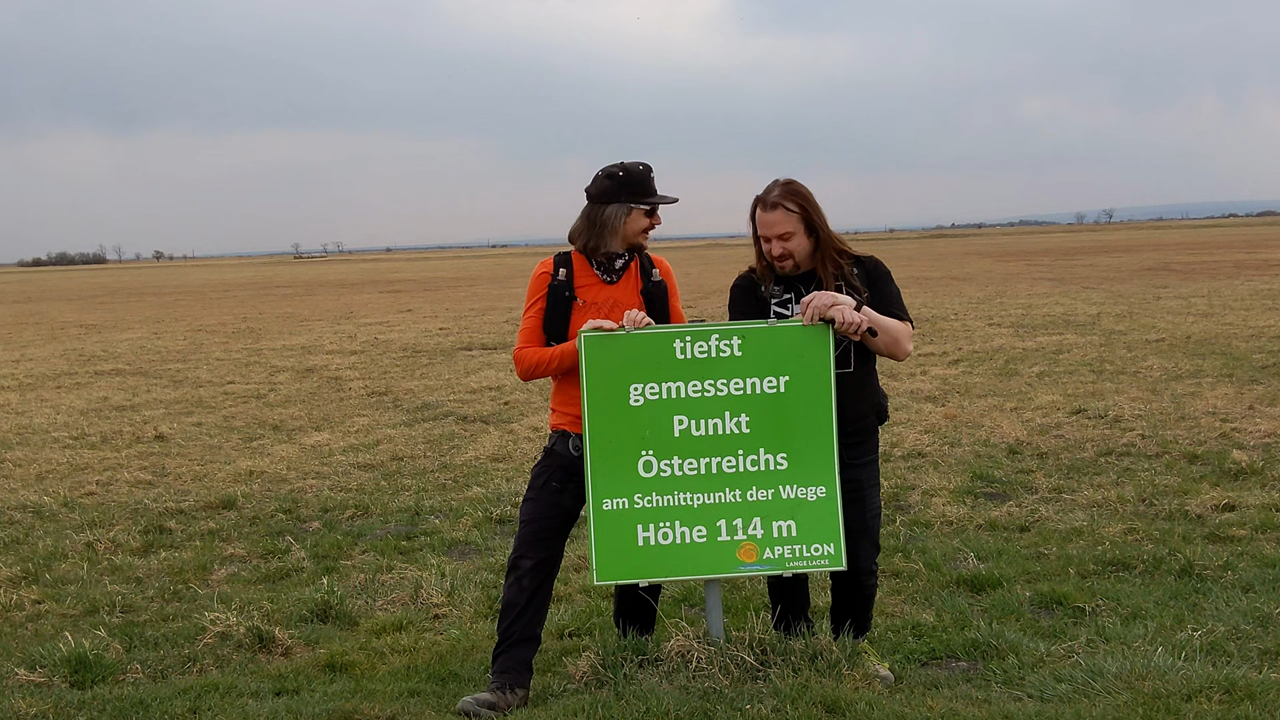 tiefst
gemessener
Punkt
Österreichs
am Schnittpunkt der Wege
Höhe 114 m
APETLON
LANGE LACKE